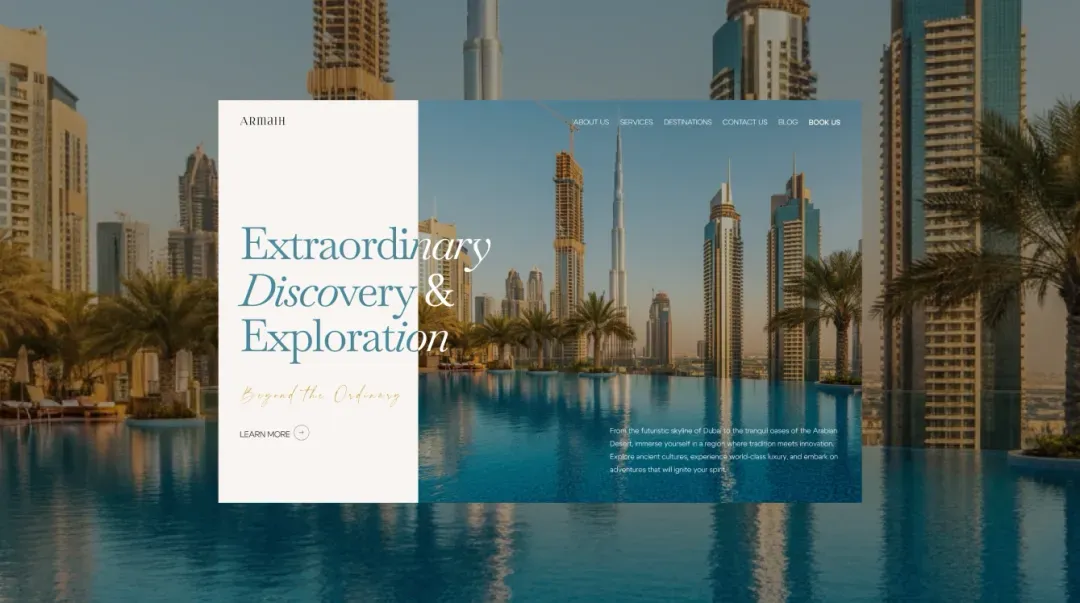 ARMAIH
ABOUT US SERVICES DESTINATIONS CONTACT US BLOG BOOK US
Extraordinary
Discovery &
Exploration
Beyond the Ordinary
LEARN MORE
From the futuristic skyline of Dubai to the tranquil oases of the Arabian
Desert, immerse yourself in a region where tradition meets innovation.
Explore ancient cultures, experience world-class luxury, and embark on
adventures that will ignite your spirit.